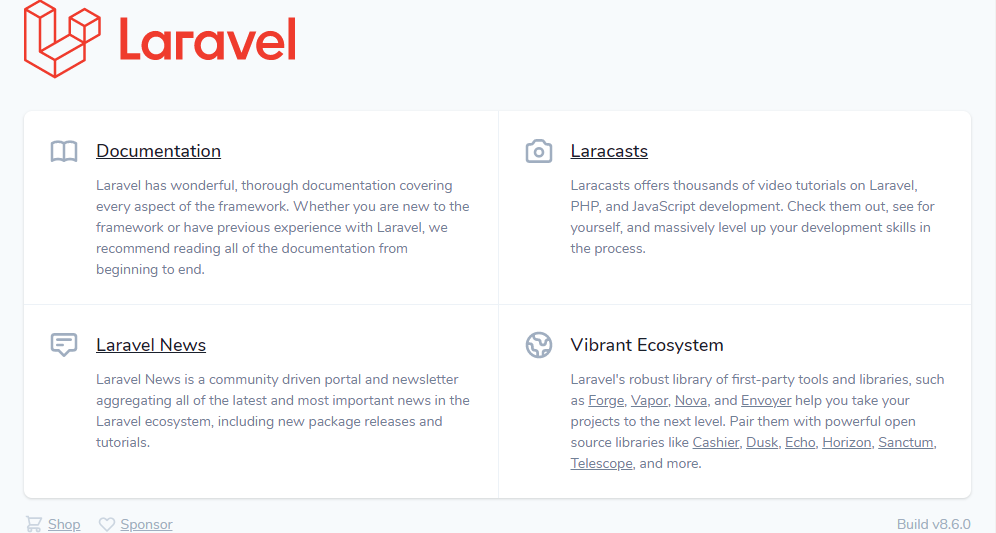 Laravel
Documentation
Laravel has wonderful, thorough documentation covering
every aspect of the framework. Whether you are new to the
framework or have previous experience with Laravel, we
recommend reading all of the documentation from
beginning to end.
Laracasts
Laracasts offers thousands of video tutorials on Laravel,
PHP, and JavaScript development. Check them out, see for
yourself, and massively level up your development skills in
the process.
Laravel News
Laravel News is a community driven portal and newsletter
aggregating all of the latest and most important news in the
Laravel ecosystem, including new package releases and
tutorials.
Vibrant Ecosystem
Laravel's robust library of first-party tools and libraries, such
as Forge, Vapor, Nova, and Envoyer help you take your
projects to the next level. Pair them with powerful open
source libraries like Cashier, Dusk, Echo, Horizon, Sanctum,
Telescope, and more.
Shop Sponsor
Build v8.6.0